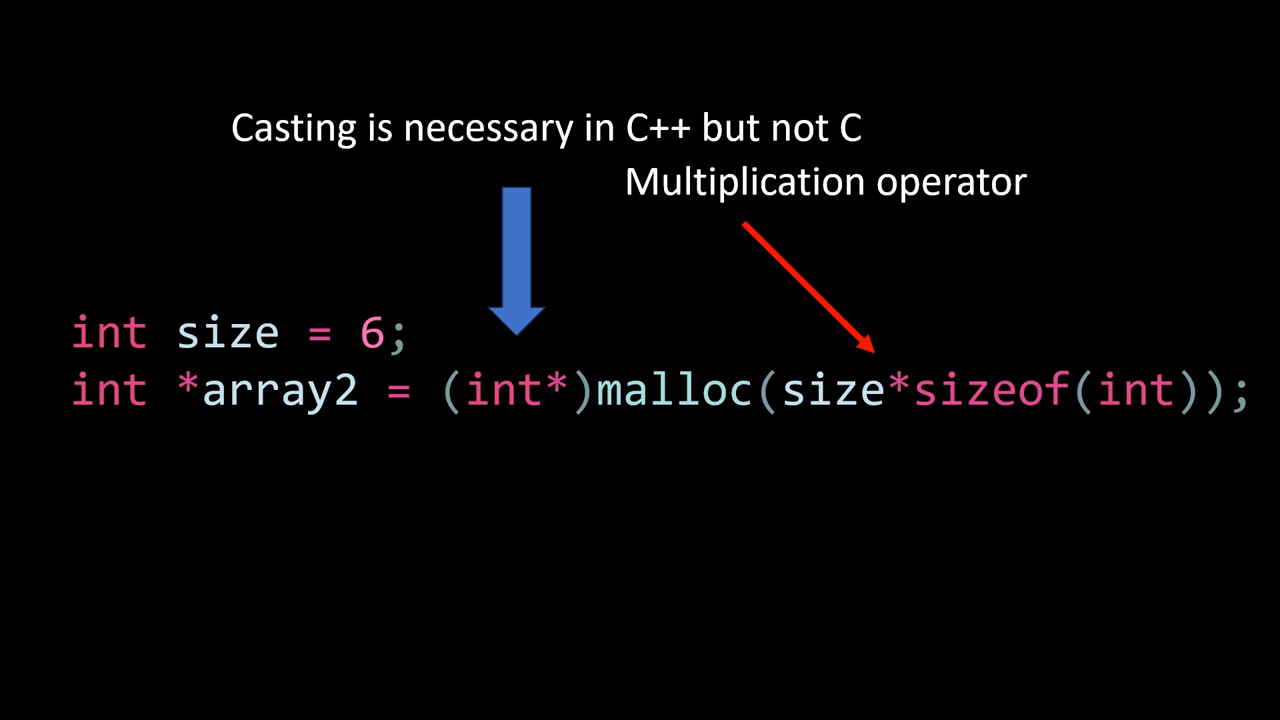 Casting is necessary in C++ but not C
Multiplication operator
int size = 6;
int *array2 = (int*)malloc(size*sizeof(int));